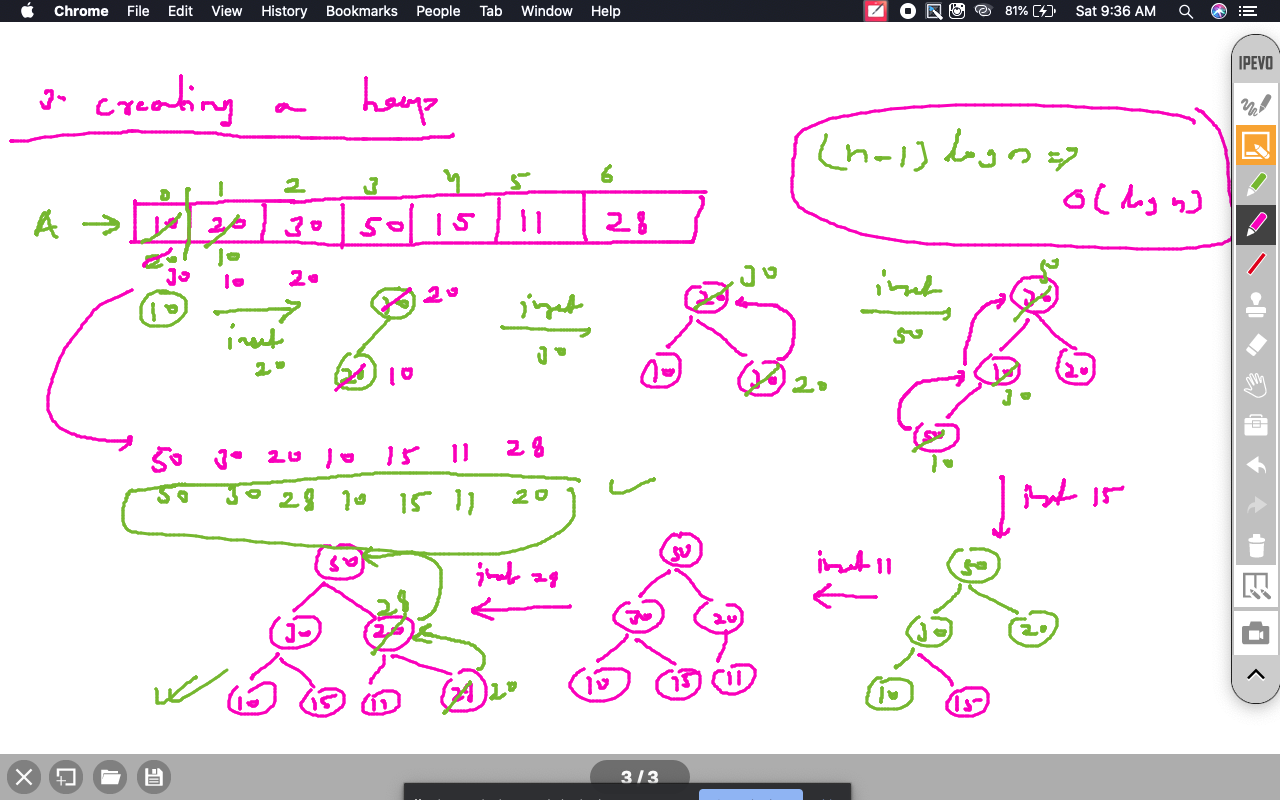 Chrome File Edit View History Bookmarks People Tab Window Help 81% Sat 9:36 AM
IPEVO
3- creating a heap
(n-1) log n =>
O(log n)
0 1 2 3 4 5 6
A → 10 20 30 50 15 11 28
20 10
30 10 20
10
insert
20
10 20
20 10
insert
30
20 30
10 30 20
insert
50
30 50
10 30 20
50 10
50 30 20 10 15 11 28
50 30 28 10 15 11 20
insert 15
50
30 20
10 15
insert 11
50
30 20
10 15 11
insert 28
50
30 20 28
10 15 11 28 20
3 / 3